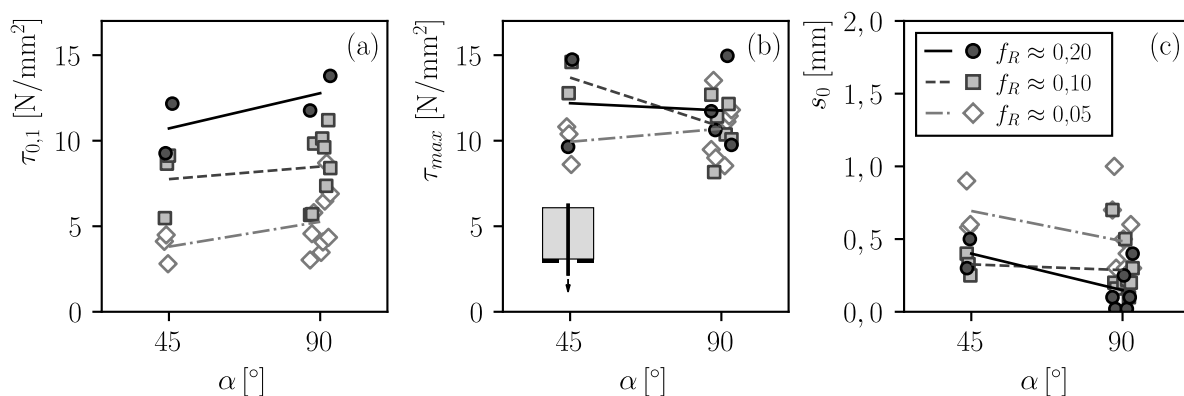 (a)
τ0,1 [N/mm²]
15
10
5
0
45 90
α [°]
(b)
τmax [N/mm²]
15
10
5
0
45 90
α [°]
(c)
s0 [mm]
2,0
1,5
1,0
0,5
0,0
45 90
α [°]
fR ≈ 0,20
fR ≈ 0,10
fR ≈ 0,05